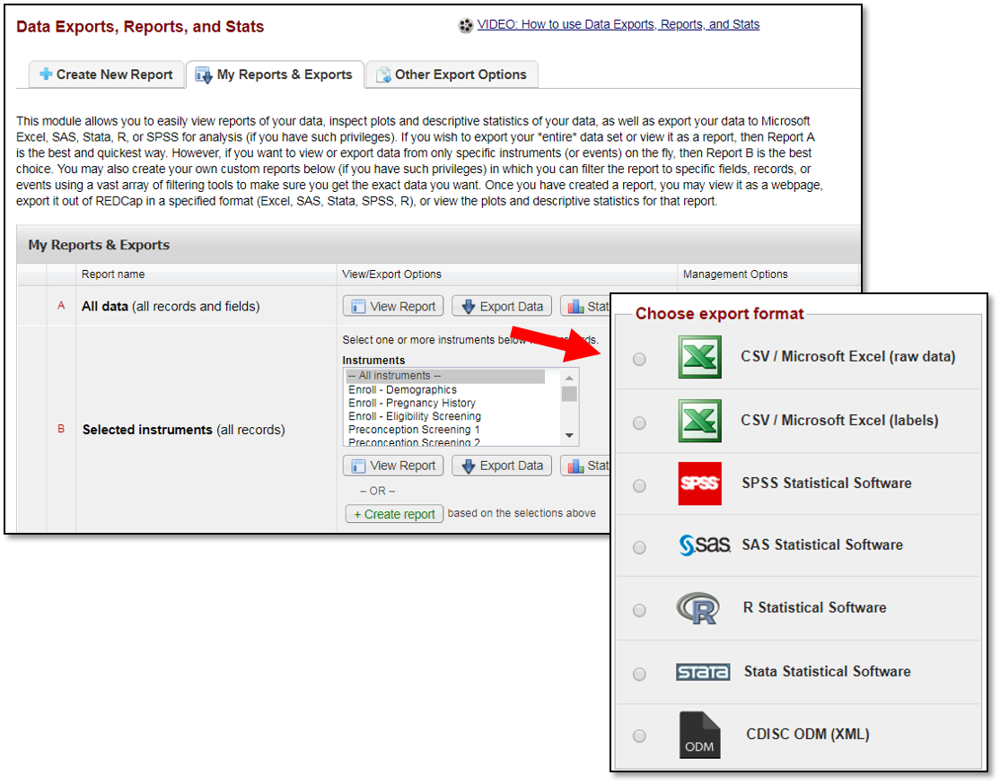 Data Exports, Reports, and Stats
VIDEO: How to use Data Exports, Reports, and Stats
Create New Report
My Reports & Exports
Other Export Options
This module allows you to easily view reports of your data, inspect plots and descriptive statistics of your data, as well as export your data to Microsoft
Excel, SAS, Stata, R, or SPSS for analysis (if you have such privileges). If you wish to export your *entire* data set or view it as a report, then Report A
is the best and quickest way. However, if you want to view or export data from only specific instruments (or events) on the fly, then Report B is the best
choice. You may also create your own custom reports below (if you have such privileges) in which you can filter the report to specific fields, records, or
events using a vast array of filtering tools to make sure you get the exact data you want. Once you have created a report, you may view it as a webpage,
export it out of REDCap in a specified format (Excel, SAS, Stata, SPSS, R), or view the plots and descriptive statistics for that report.
My Reports & Exports
Report name
View/Export Options
Management Options
A
All data (all records and fields)
View Report
Export Data
Stat
Select one or more instruments below
Instruments
-- All instruments --
Enroll - Demographics
Enroll - Pregnancy History
Enroll - Eligibility Screening
Preconception Screening 1
Preconception Screening 2
B
Selected instruments (all records)
View Report
Export Data
Stat
– OR –
+ Create report based on the selections above
Choose export format
CSV / Microsoft Excel (raw data)
CSV / Microsoft Excel (labels)
SPSS
SPSS Statistical Software
sas
SAS Statistical Software
R
R Statistical Software
STATA
Stata Statistical Software
ODM
CDISC ODM (XML)